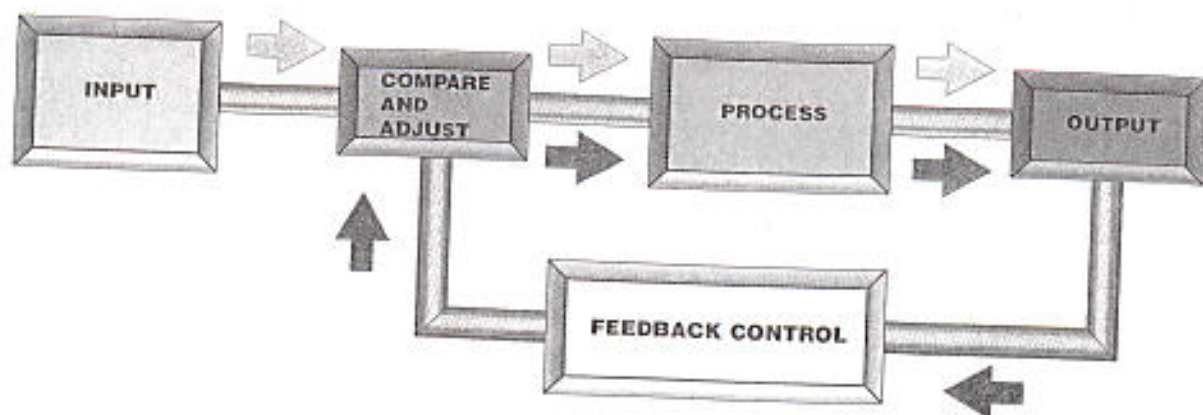 INPUT
COMPARE
AND
ADJUST
PROCESS
OUTPUT
FEEDBACK CONTROL